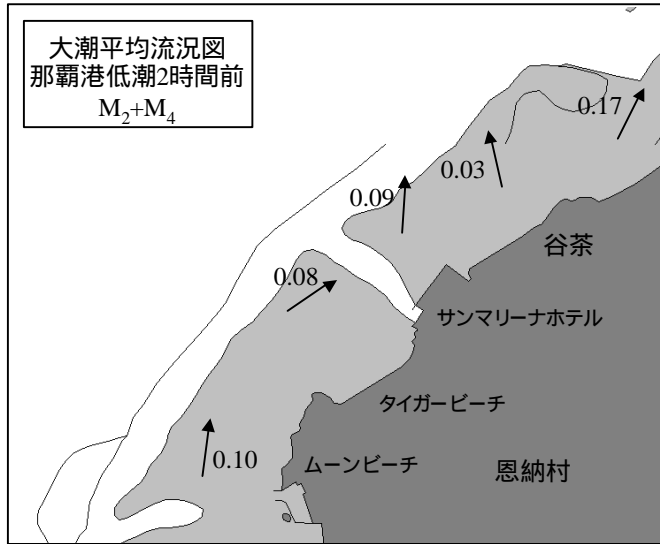 大潮平均流況図
那覇港低潮2時間前
M₂+M₄
0.17
0.03
0.09
谷茶
0.08
サンマリーナホテル
タイガービーチ
0.10
ムーンビーチ
恩納村